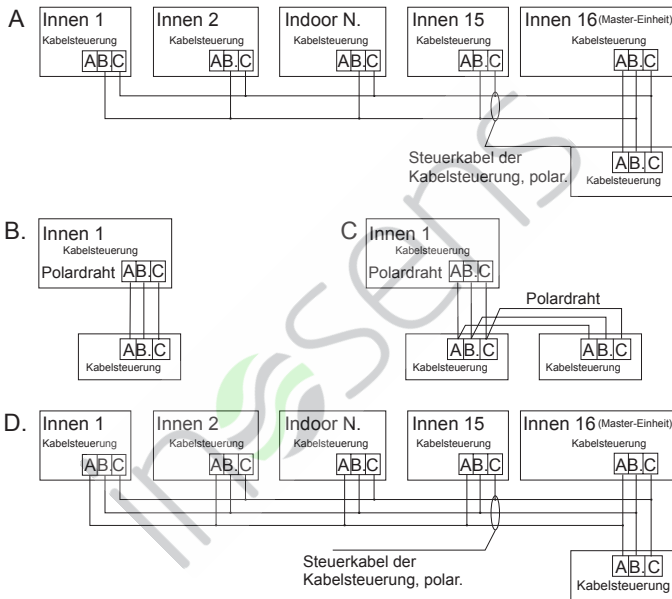 A
Innen 1 Innen 2 Indoor N. Innen 15 Innen 16 (Master-Einheit)
Kabelsteuerung Kabelsteuerung Kabelsteuerung Kabelsteuerung Kabelsteuerung
AB.C AB.C AB.C AB.C AB.C
Steuerkabel der
Kabelsteuerung, polar.
AB.C
Kabelsteuerung
B.
Innen 1
Kabelsteuerung
Polardraht AB.C
AB.C
Kabelsteuerung
C
Innen 1
Kabelsteuerung
Polardraht AB.C
Polardraht
AB.C AB.C
Kabelsteuerung Kabelsteuerung
D.
Innen 1 Innen 2 Indoor N. Innen 15 Innen 16 (Master-Einheit)
Kabelsteuerung Kabelsteuerung Kabelsteuerung Kabelsteuerung Kabelsteuerung
AB.C AB.C AB.C AB.C AB.C
Steuerkabel der
Kabelsteuerung, polar.
AB.C
Kabelsteuerung